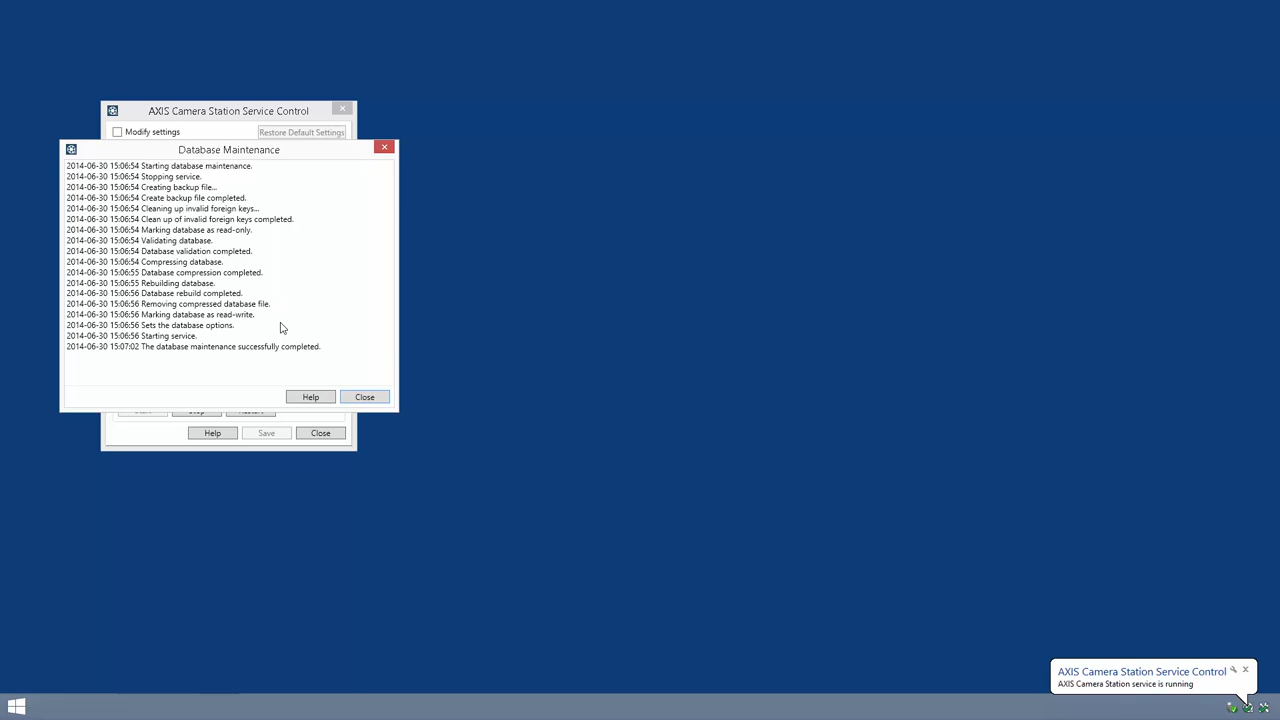 AXIS Camera Station Service Control
Modify settings
Restore Default Settings
Database Maintenance
2014-06-30 15:06:54 Starting database maintenance.
2014-06-30 15:06:54 Stopping service.
2014-06-30 15:06:54 Creating backup file...
2014-06-30 15:06:54 Create backup file completed.
2014-06-30 15:06:54 Cleaning up invalid foreign keys...
2014-06-30 15:06:54 Clean up of invalid foreign keys completed.
2014-06-30 15:06:54 Marking database as read-only.
2014-06-30 15:06:54 Validating database.
2014-06-30 15:06:54 Database validation completed.
2014-06-30 15:06:54 Compressing database.
2014-06-30 15:06:55 Database compression completed.
2014-06-30 15:06:55 Rebuilding database.
2014-06-30 15:06:56 Database rebuild completed.
2014-06-30 15:06:56 Removing compressed database file.
2014-06-30 15:06:56 Marking database as read-write.
2014-06-30 15:06:56 Sets the database options.
2014-06-30 15:06:56 Starting service.
2014-06-30 15:07:02 The database maintenance successfully completed.
Help Close
Help Save Close
AXIS Camera Station Service Control
AXIS Camera Station service is running